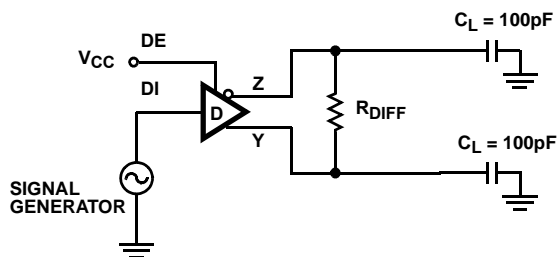 C_L = 100pF
DE
V_CC
DI
Z
D
R_DIFF
Y
C_L = 100pF
SIGNAL
GENERATOR